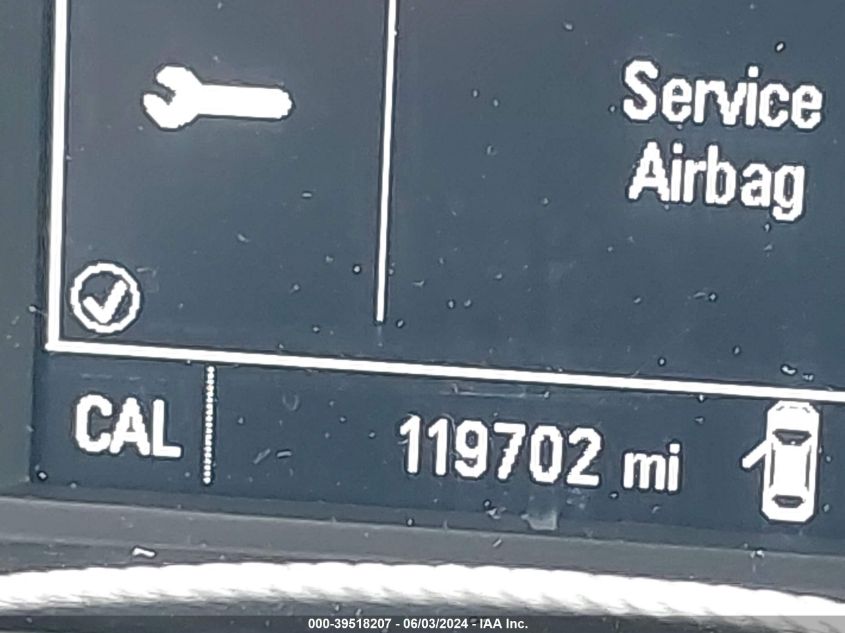 Service
Airbag
CAL
119702 mi
000-39518207 - 06/03/2024 - IAA Inc.